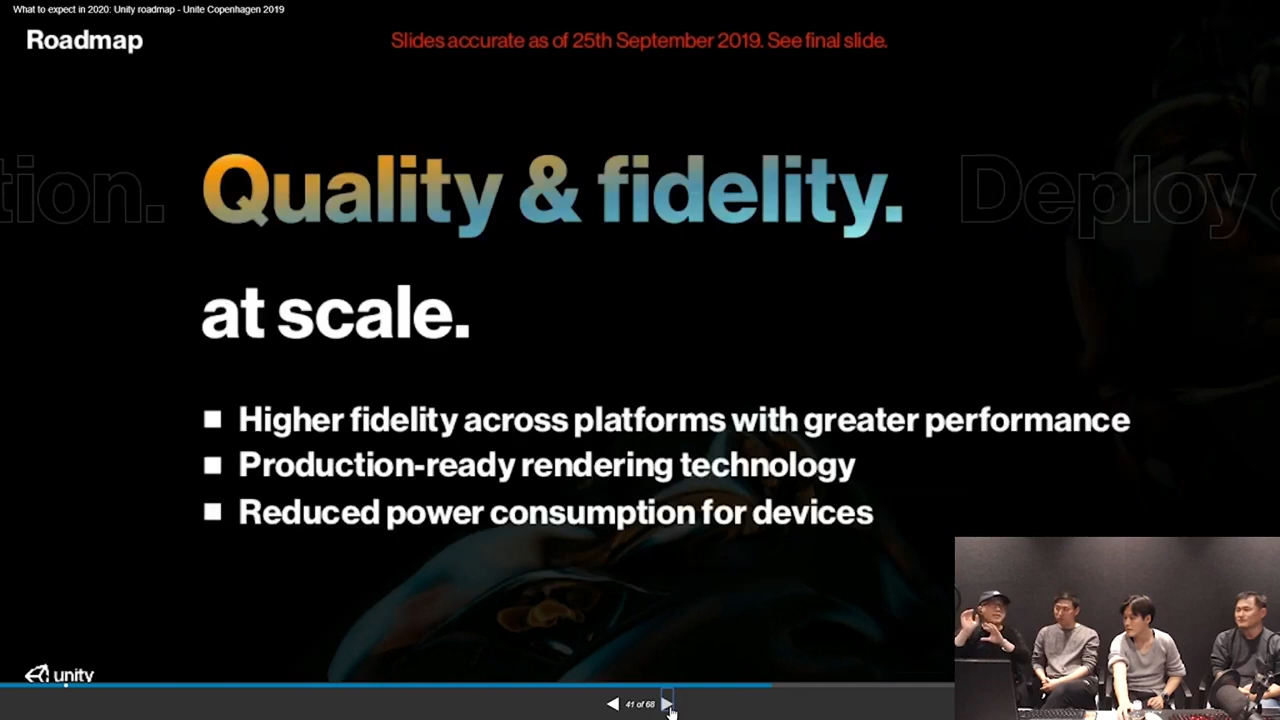 What to expect in 2020: Unity roadmap - Unite Copenhagen 2019
Roadmap
Slides accurate as of 25th September 2019. See final slide.
tion. Quality & fidelity. Deploy
at scale.
Higher fidelity across platforms with greater performance
Production-ready rendering technology
Reduced power consumption for devices
unity
41 of 68